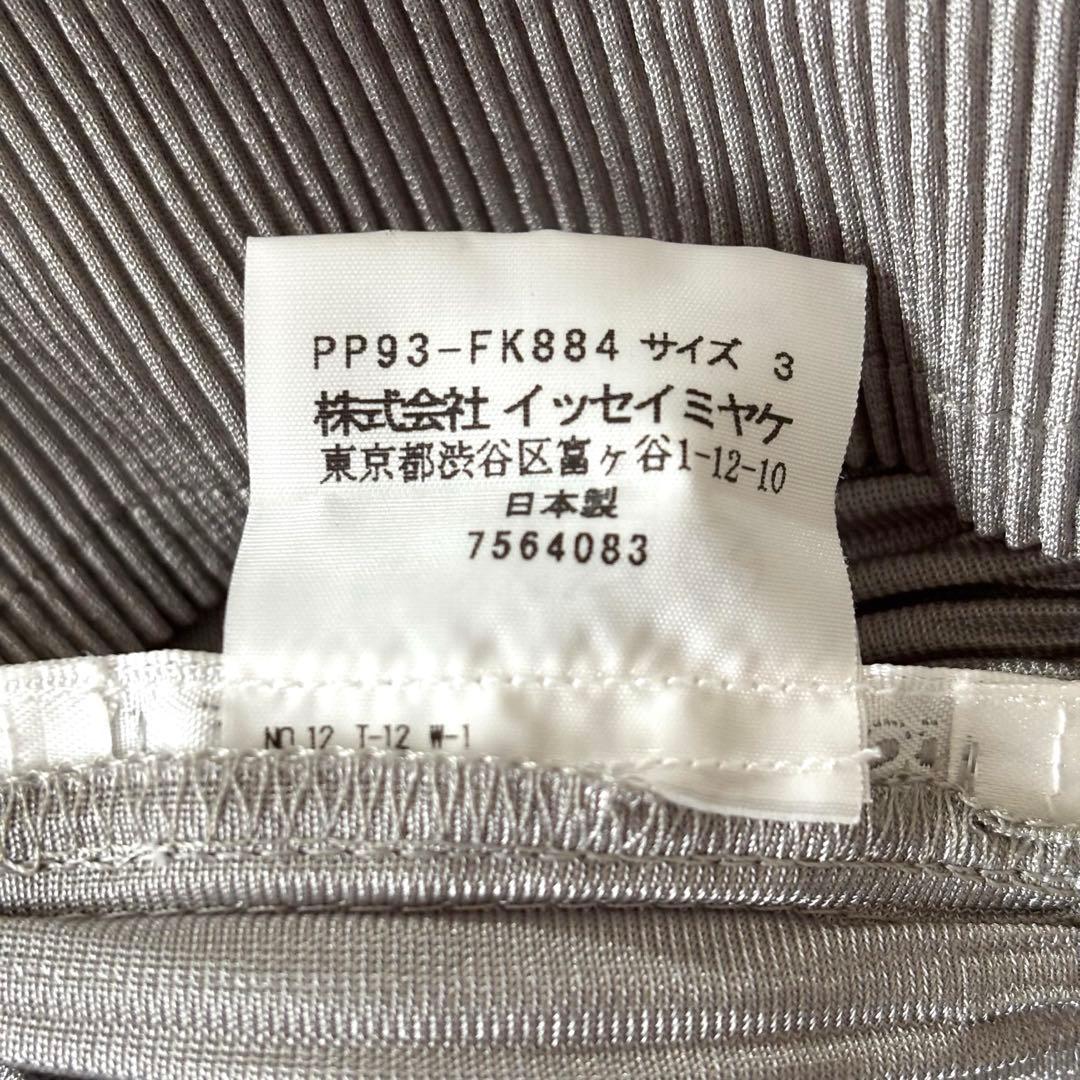 PP93-FK884 サイズ 3
株式会社 イッセイミヤケ
東京都渋谷区富ヶ谷1-12-10
日本製
7564083
NO.12 T-12 W-1